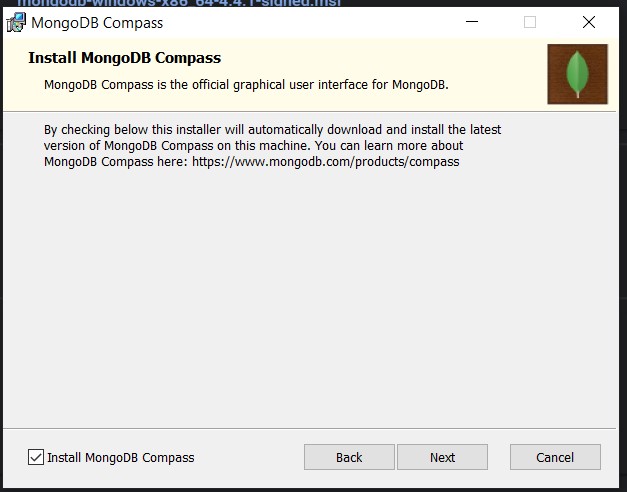 mongodb-windows-x86_64-4.4.1-signed.msi
MongoDB Compass
Install MongoDB Compass
MongoDB Compass is the official graphical user interface for MongoDB.
By checking below this installer will automatically download and install the latest
version of MongoDB Compass on this machine. You can learn more about
MongoDB Compass here: https://www.mongodb.com/products/compass
Install MongoDB Compass
Back
Next
Cancel